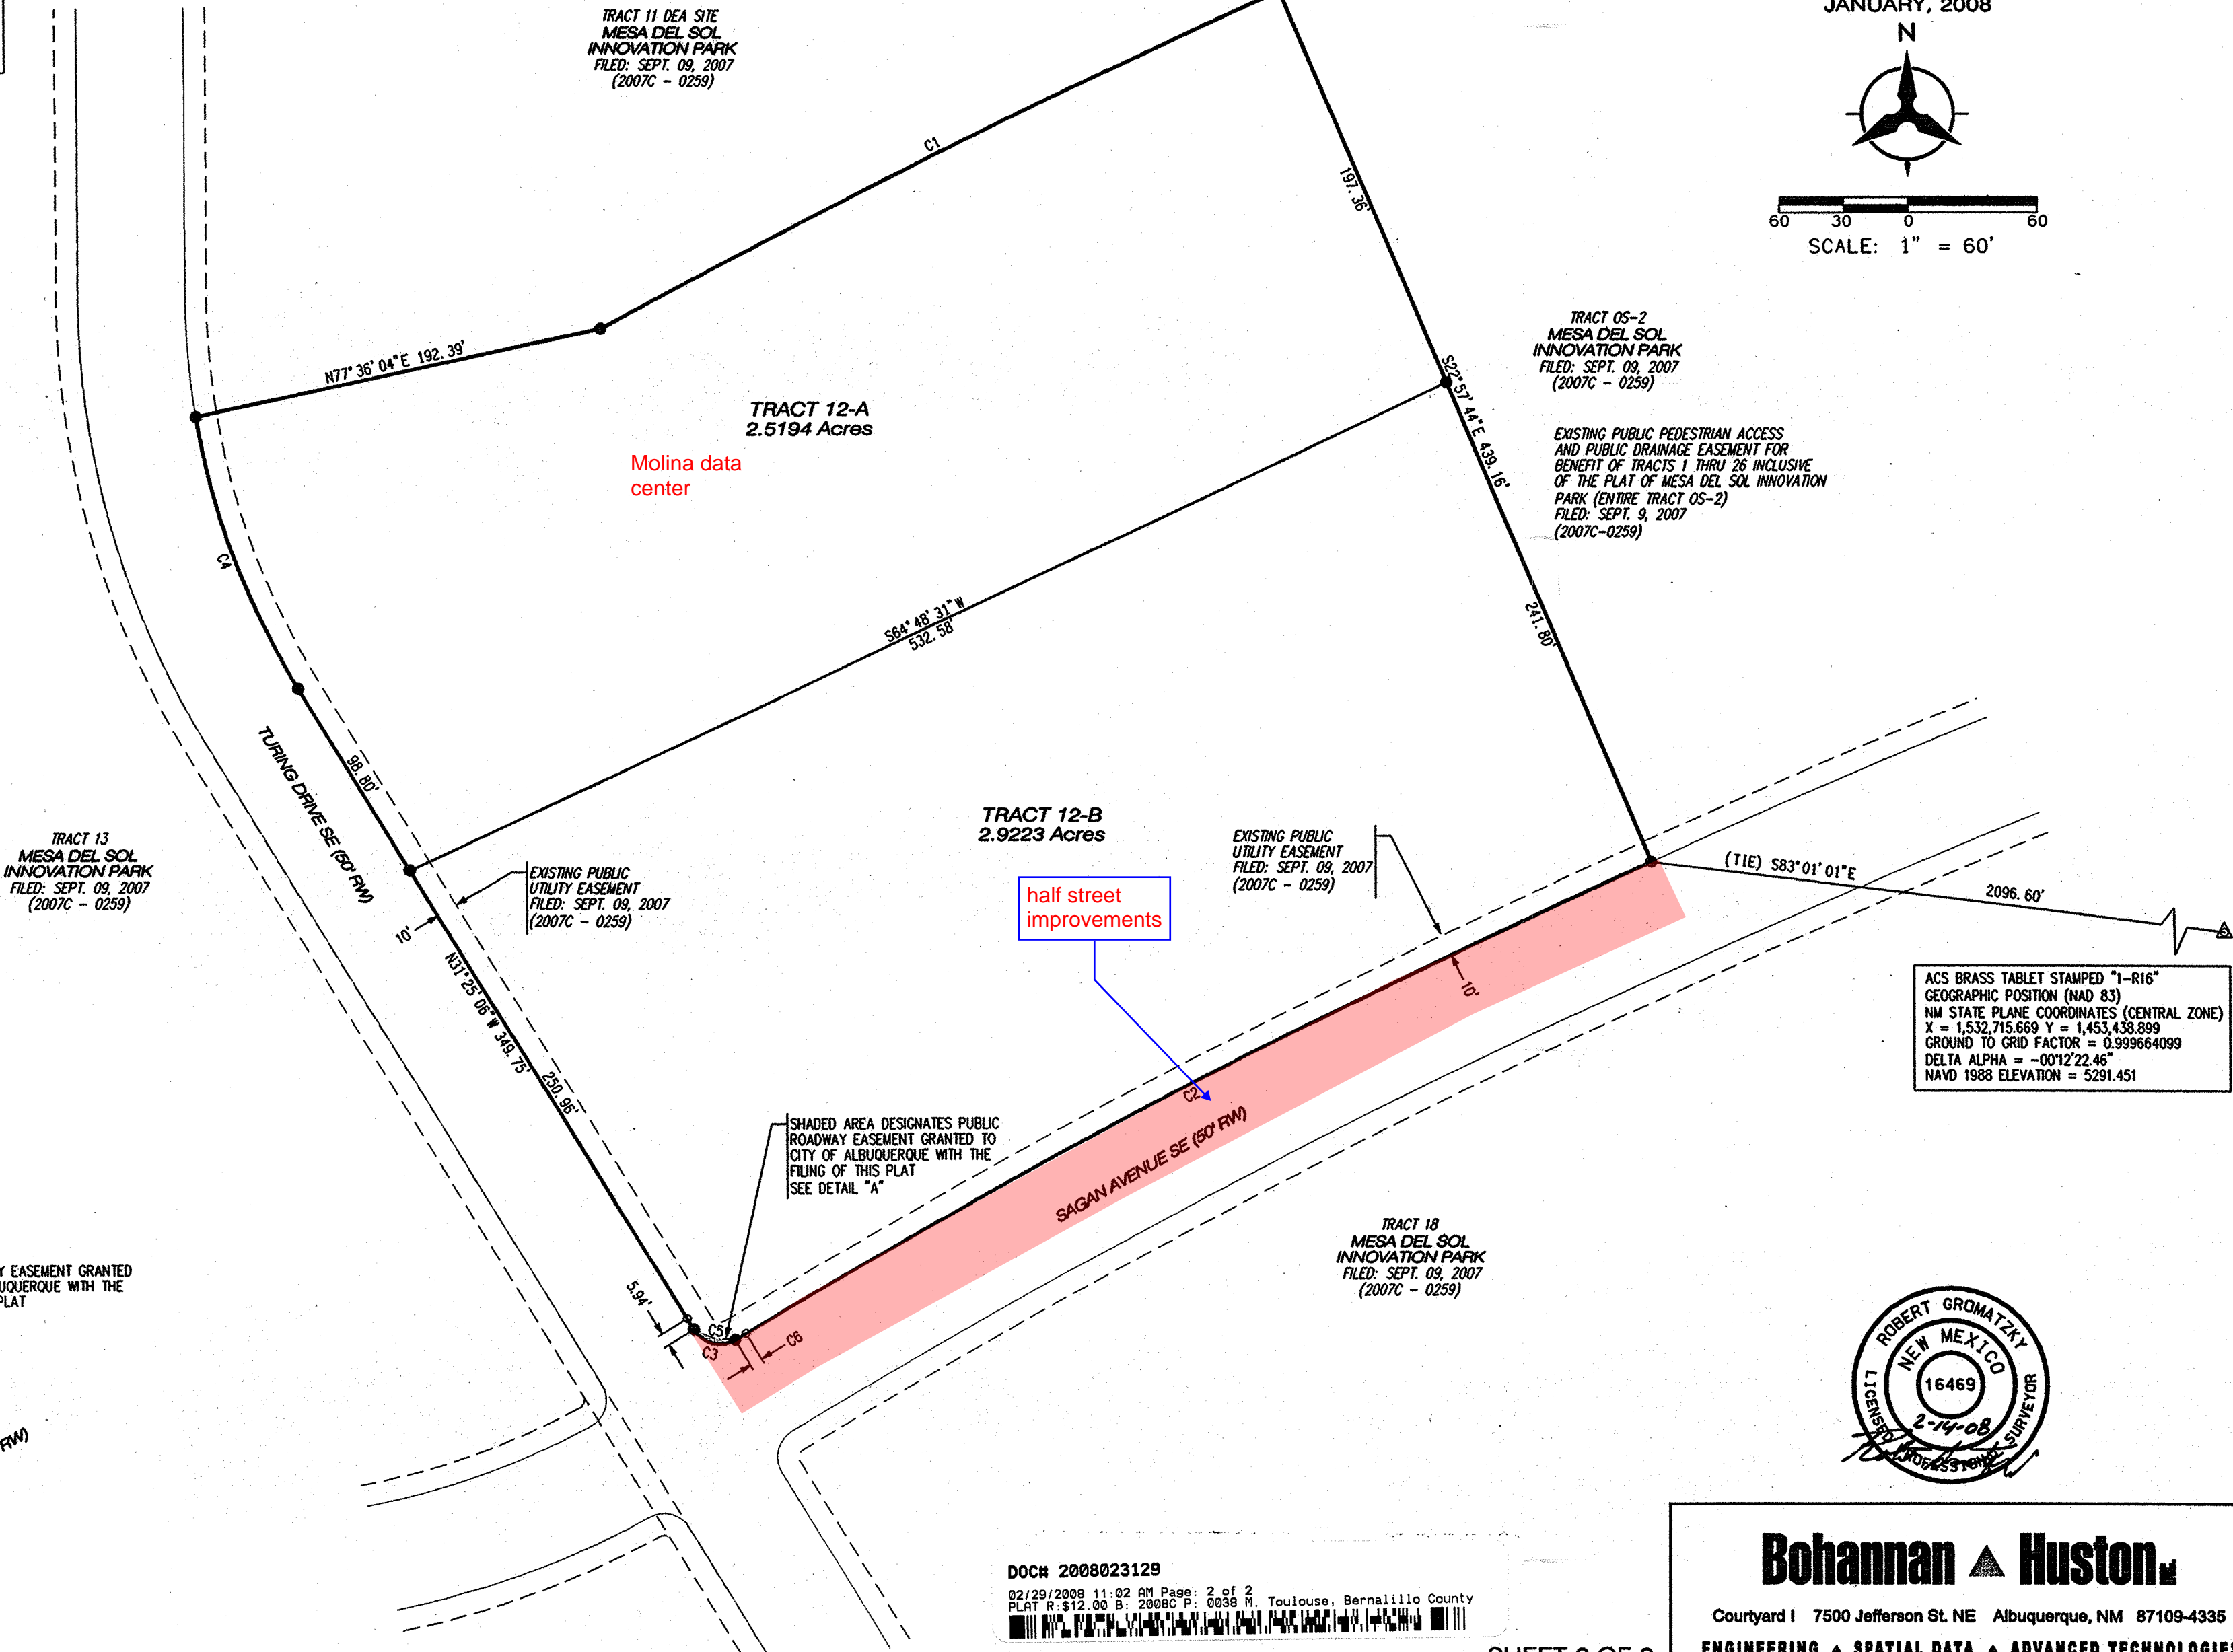 JANUARY, 2008
N
60 30 0 60
SCALE: 1" = 60'
TRACT 11 DEA SITE
MESA DEL SOL
INNOVATION PARK
FILED: SEPT. 09, 2007
(2007C - 0259)
C1
197.36'
N77°36'04"E 192.39'
TRACT 12-A
2.5194 Acres
Molina data
center
TRACT OS-2
MESA DEL SOL
INNOVATION PARK
FILED: SEPT. 09, 2007
(2007C - 0259)
S22°57'44"E 439.16'
EXISTING PUBLIC PEDESTRIAN ACCESS
AND PUBLIC DRAINAGE EASEMENT FOR
BENEFIT OF TRACTS 1 THRU 26 INCLUSIVE
OF THE PLAT OF MESA DEL SOL INNOVATION
PARK (ENTIRE TRACT OS-2)
FILED: SEPT. 9, 2007
(2007C-0259)
C4
S64°48'31"W
532.58'
241.80'
TURING DRIVE SE (50' RW)
98.80'
TRACT 13
MESA DEL SOL
INNOVATION PARK
FILED: SEPT. 09, 2007
(2007C - 0259)
TRACT 12-B
2.9223 Acres
EXISTING PUBLIC
UTILITY EASEMENT
FILED: SEPT. 09, 2007
(2007C - 0259)
EXISTING PUBLIC
UTILITY EASEMENT
FILED: SEPT. 09, 2007
(2007C - 0259)
half street
improvements
(TIE) S83°01'01"E
2096.60'
10'
10'
N31°25'06"W 349.75'
250.96'
ACS BRASS TABLET STAMPED "1-R16"
GEOGRAPHIC POSITION (NAD 83)
NM STATE PLANE COORDINATES (CENTRAL ZONE)
X = 1,532,715.669 Y = 1,453,438.899
GROUND TO GRID FACTOR = 0.999664099
DELTA ALPHA = -00°12'22.46"
NAVD 1988 ELEVATION = 5291.451
C2
SHADED AREA DESIGNATES PUBLIC
ROADWAY EASEMENT GRANTED TO
CITY OF ALBUQUERQUE WITH THE
FILING OF THIS PLAT
SEE DETAIL "A"
SAGAN AVENUE SE (50' RW)
TRACT 18
MESA DEL SOL
INNOVATION PARK
FILED: SEPT. 09, 2007
(2007C - 0259)
Y EASEMENT GRANTED
UQUERQUE WITH THE
PLAT
5.94'
C5
C3
C6
RW)
ROBERT GROMATZKY
NEW MEXICO
16469
2-14-08
LICENSED PROFESSIONAL SURVEYOR
DOC# 2008023129
02/29/2008 11:02 AM Page: 2 of 2
PLAT R:$12.00 B: 2008C P: 0038 M. Toulouse, Bernalillo County
SHEET 2 OF 2
Bohannan Huston INC.
Courtyard I 7500 Jefferson St. NE Albuquerque, NM 87109-4335
ENGINEERING SPATIAL DATA ADVANCED TECHNOLOGIES